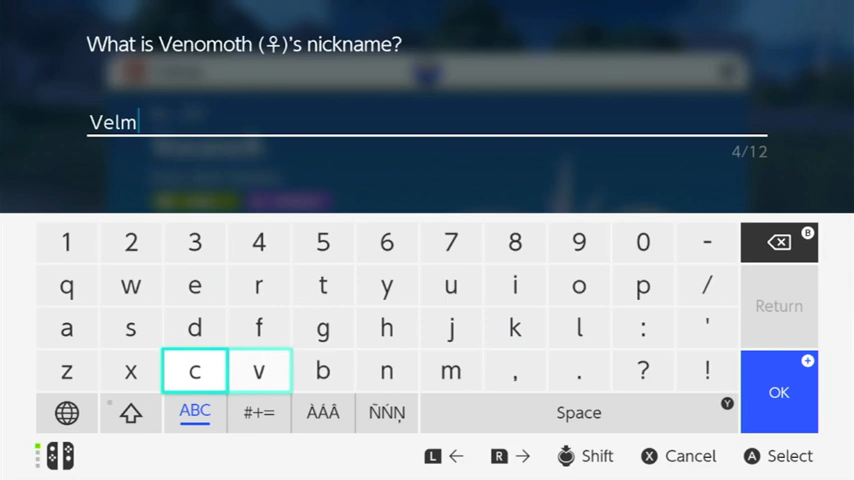 What is Venomoth (♀)'s nickname?
Velm
4/12
1 2 3 4 5 6 7 8 9 0 - B
q w e r t y u i o p / Return
a s d f g h j k l : '
z x c v b n m , . ? ! OK +
ABC #+= ÀÁÂ ÑŃŅ Space Y
L ← R → Shift X Cancel A Select